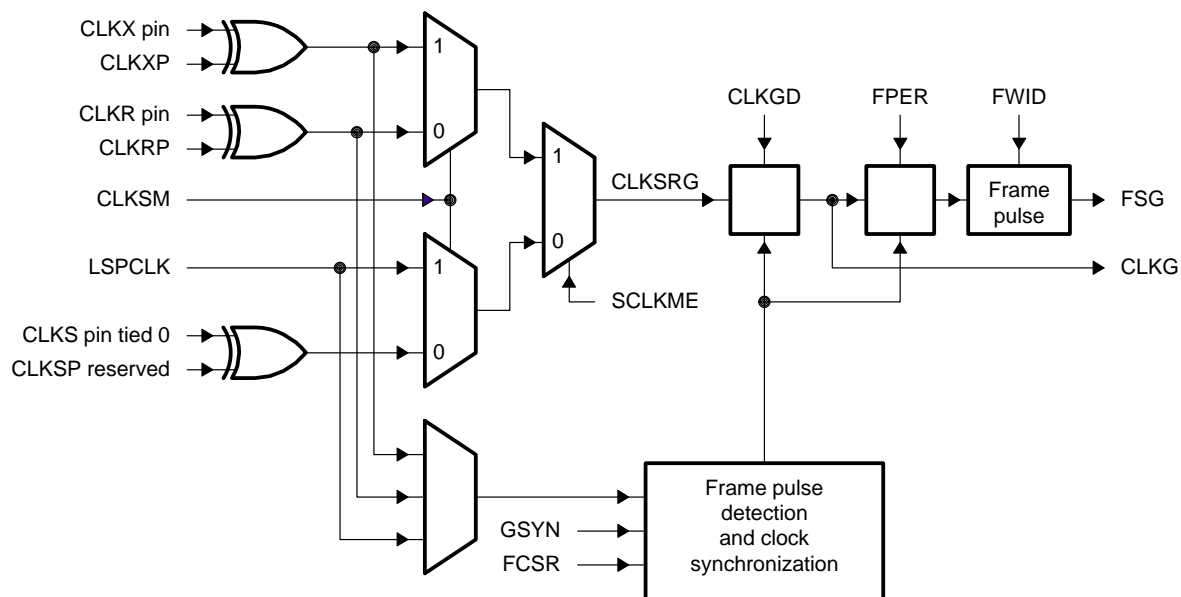 CLKX pin
CLKXP
CLKR pin
CLKRP
CLKSM
LSPCLK
CLKS pin tied 0
CLKSP reserved
1
0
1
0
1
0
CLKSRG
SCLKME
CLKGD
FPER
FWID
Frame
pulse
FSG
CLKG
GSYN
FCSR
Frame pulse
detection
and clock
synchronization